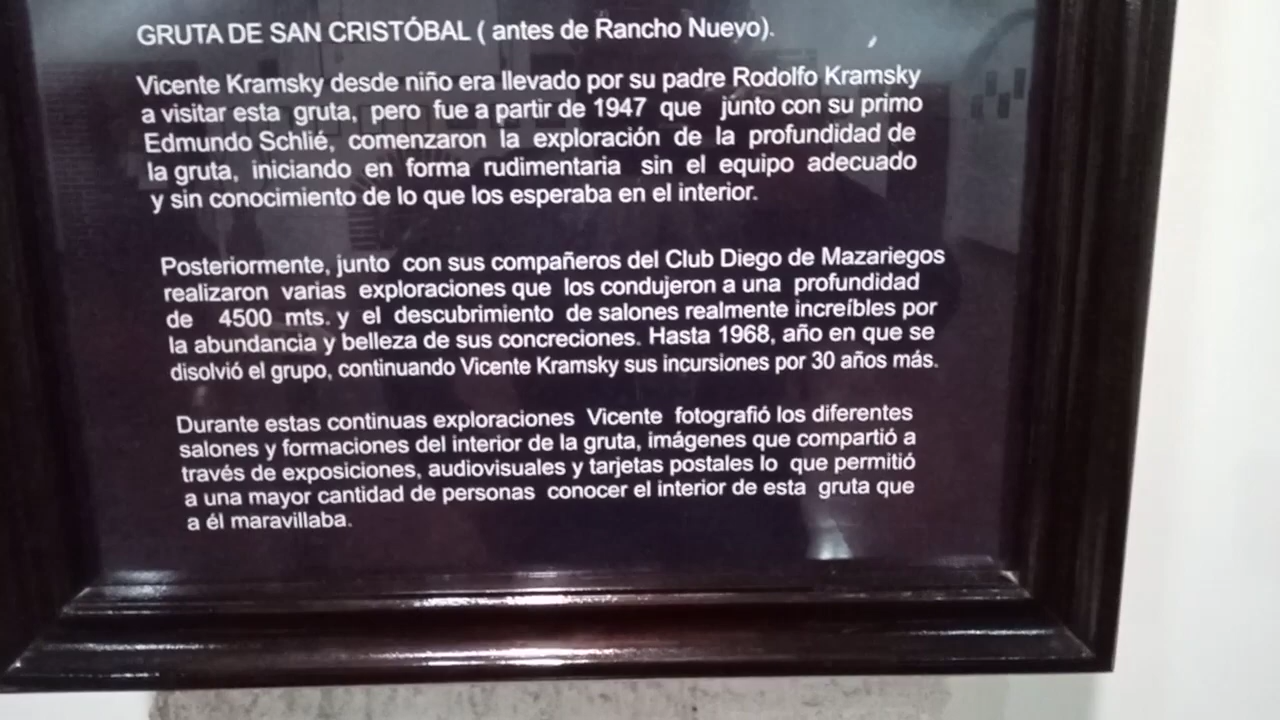 GRUTA DE SAN CRISTÓBAL ( antes de Rancho Nuevo).
Vicente Kramsky desde niño era llevado por su padre Rodolfo Kramsky
a visitar esta gruta, pero fue a partir de 1947 que junto con su primo
Edmundo Schlié, comenzaron la exploración de la profundidad de
la gruta, iniciando en forma rudimentaria sin el equipo adecuado
y sin conocimiento de lo que los esperaba en el interior.
Posteriormente, junto con sus compañeros del Club Diego de Mazariegos
realizaron varias exploraciones que los condujeron a una profundidad
de 4500 mts. y el descubrimiento de salones realmente increíbles por
la abundancia y belleza de sus concreciones. Hasta 1968, año en que se
disolvió el grupo, continuando Vicente Kramsky sus incursiones por 30 años más.
Durante estas continuas exploraciones Vicente fotografió los diferentes
salones y formaciones del interior de la gruta, imágenes que compartió a
través de exposiciones, audiovisuales y tarjetas postales lo que permitió
a una mayor cantidad de personas conocer el interior de esta gruta que
a él maravillaba.